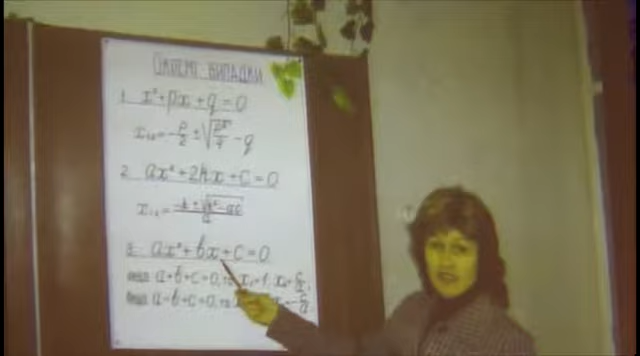 Окремі випадки
1. x² + px + q = 0
x₁,₂ = -p/2 ± √(p²/4 - q)
2. ax² + 2kx + c = 0
x₁,₂ = (-k ± √(k² - ac))/a
3. ax² + bx + c = 0
якщо a + b + c = 0, то x₁ = 1, x₂ = c/a,
якщо a - b + c = 0, то = -c/a